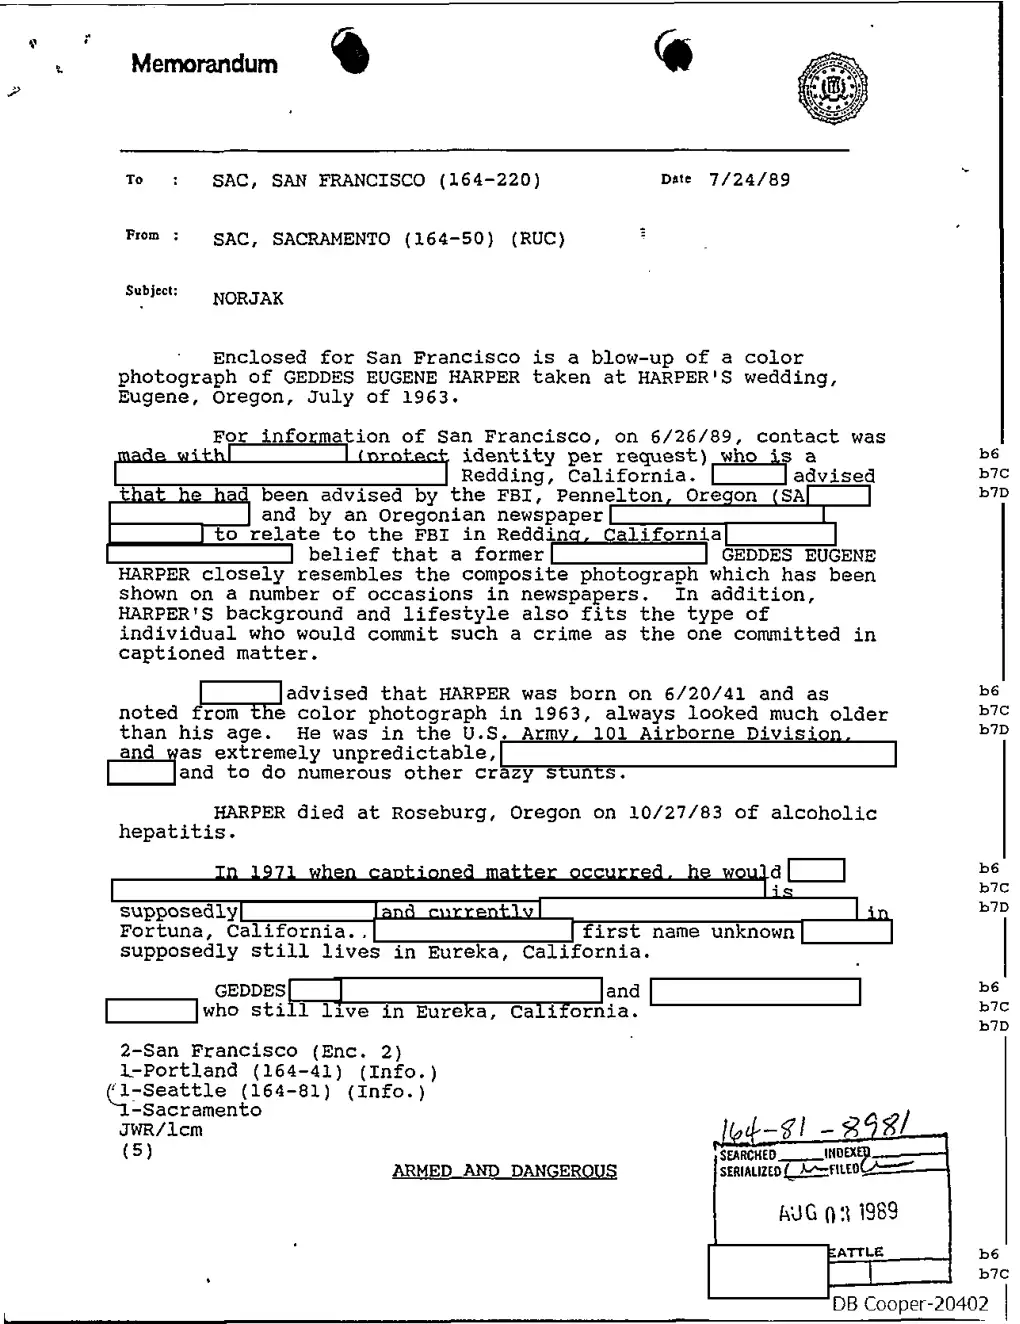 Memorandum
To : SAC, SAN FRANCISCO (164-220) Date 7/24/89
From : SAC, SACRAMENTO (164-50) (RUC)
Subject: NORJAK
Enclosed for San Francisco is a blow-up of a color
photograph of GEDDES EUGENE HARPER taken at HARPER'S wedding,
Eugene, Oregon, July of 1963.
For information of San Francisco, on 6/26/89, contact was
made with (protect identity per request) who is a b6
Redding, California. advised b7C
that he had been advised by the FBI, Pennelton, Oregon (SA b7D
and by an Oregonian newspaper
to relate to the FBI in Redding, California
belief that a former GEDDES EUGENE
HARPER closely resembles the composite photograph which has been
shown on a number of occasions in newspapers. In addition,
HARPER'S background and lifestyle also fits the type of
individual who would commit such a crime as the one committed in
captioned matter.
advised that HARPER was born on 6/20/41 and as b6
noted from the color photograph in 1963, always looked much older b7C
than his age. He was in the U.S. Army, 101 Airborne Division, b7D
and was extremely unpredictable,
and to do numerous other crazy stunts.
HARPER died at Roseburg, Oregon on 10/27/83 of alcoholic
hepatitis.
In 1971 when captioned matter occurred, he would b6
is b7C
supposedly and currently in b7D
Fortuna, California. first name unknown
supposedly still lives in Eureka, California.
GEDDES and b6
who still live in Eureka, California. b7C
b7D
2-San Francisco (Enc. 2)
1-Portland (164-41) (Info.)
1-Seattle (164-81) (Info.)
1-Sacramento
JWR/lcm
(5)
ARMED AND DANGEROUS
164-81-8981
SEARCHED INDEXED
SERIALIZED FILED
AUG 03 1989
EATTLE b6
b7C
DB Cooper-20402